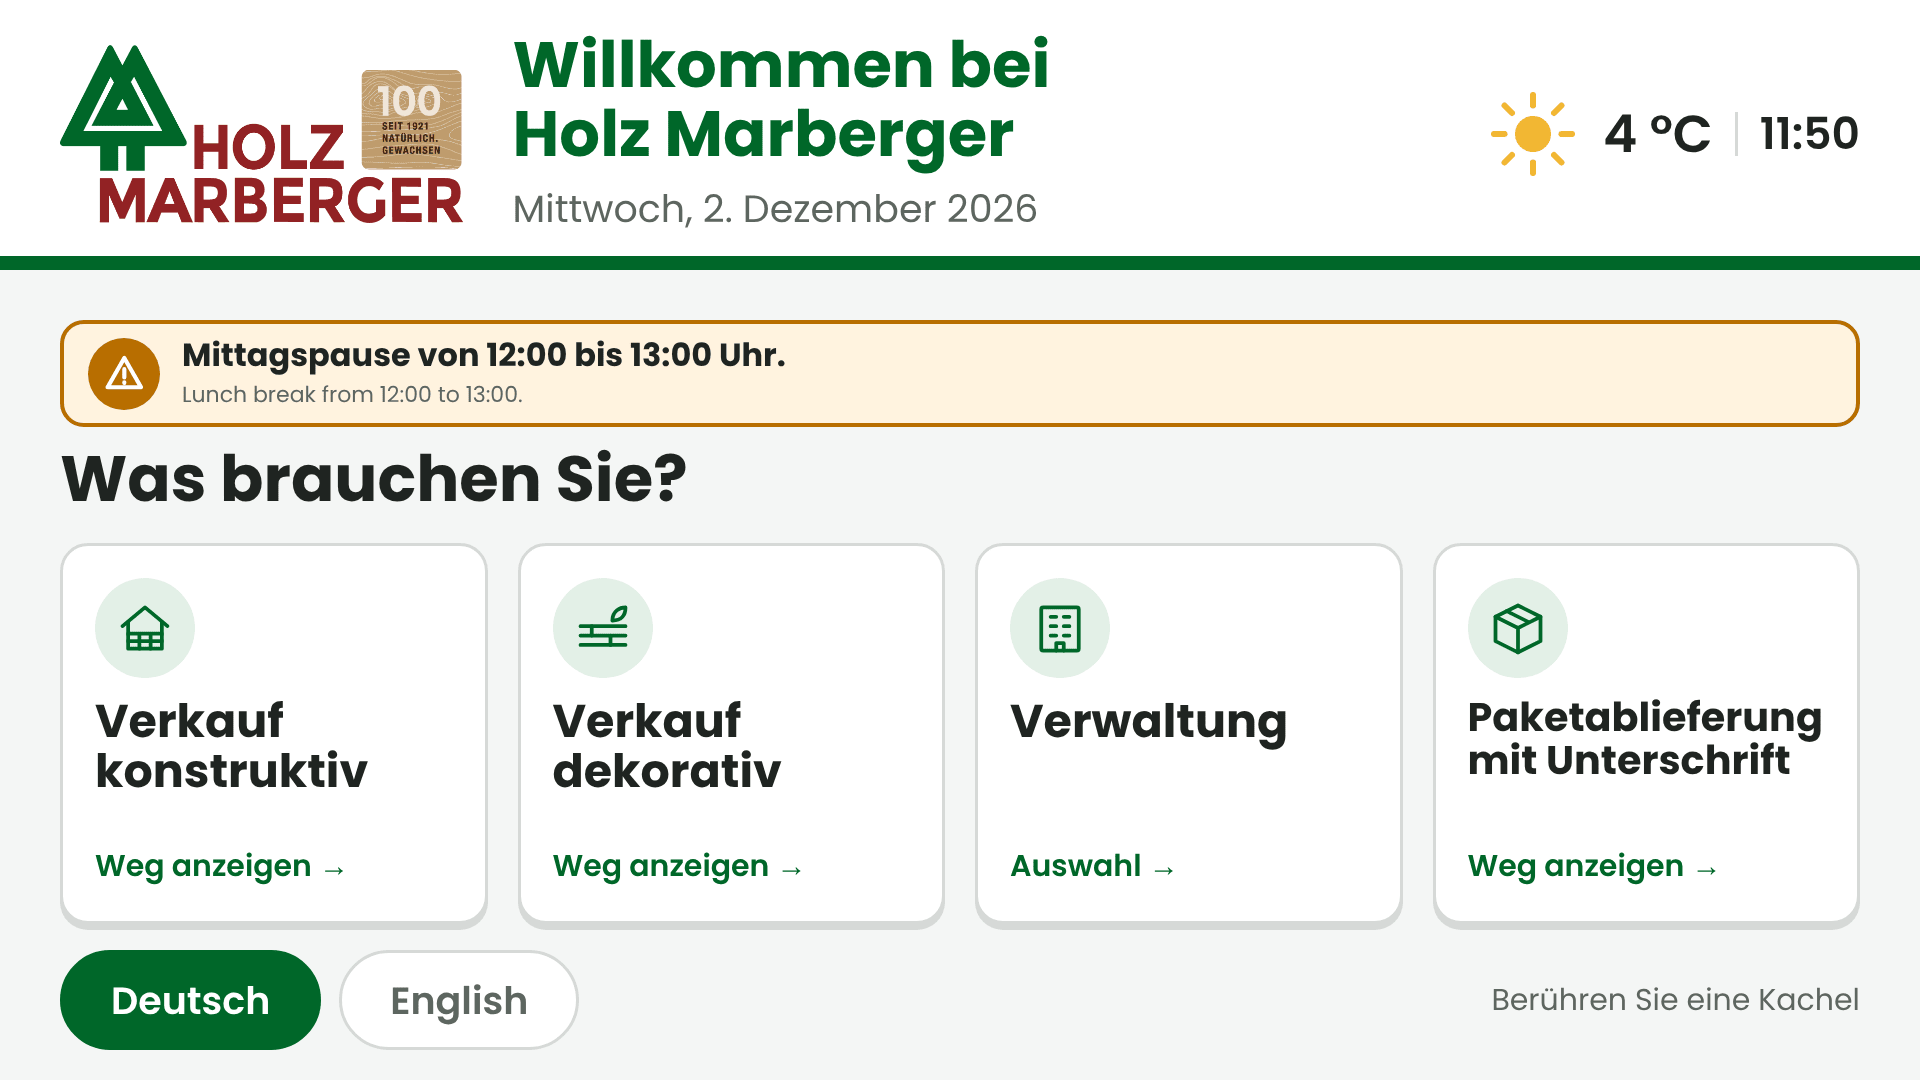 HOLZ
MARBERGER
100
SEIT 1921
NATÜRLICH.
GEWACHSEN
Willkommen bei
Holz Marberger
Mittwoch, 2. Dezember 2026
4 °C
11:50
Mittagspause von 12:00 bis 13:00 Uhr.
Lunch break from 12:00 to 13:00.
Was brauchen Sie?
Verkauf
konstruktiv
Weg anzeigen →
Verkauf
dekorativ
Weg anzeigen →
Verwaltung
Auswahl →
Paketablieferung
mit Unterschrift
Weg anzeigen →
Deutsch
English
Berühren Sie eine Kachel